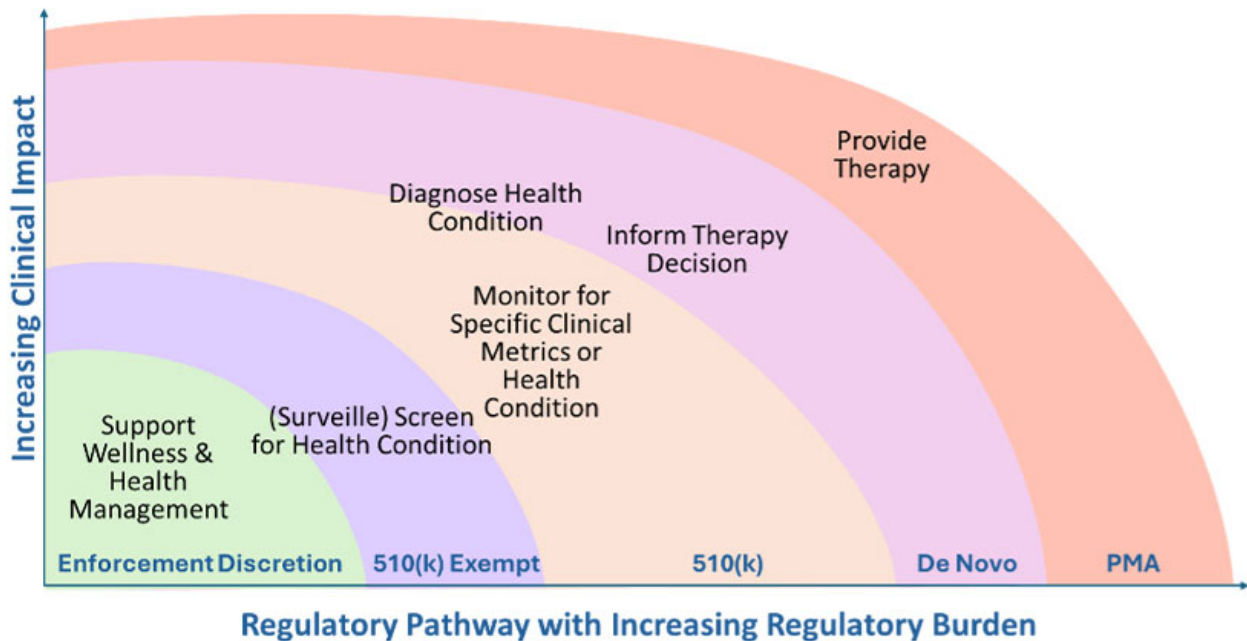 Increasing Clinical Impact
Provide
Therapy
Diagnose Health
Condition
Inform Therapy
Decision
Monitor for
Specific Clinical
Metrics or
Health
Condition
(Surveille) Screen
for Health Condition
Support
Wellness &
Health
Management
Enforcement Discretion
510(k) Exempt
510(k)
De Novo
PMA
Regulatory Pathway with Increasing Regulatory Burden